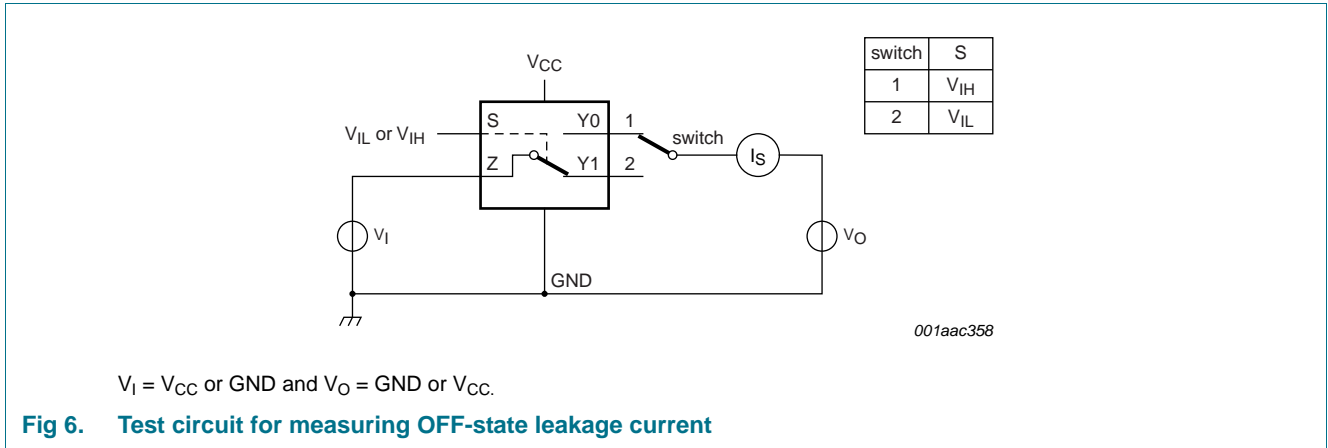 switch S
1 VIH
2 VIL
VCC
VIL or VIH
S
Y0
1
switch
IS
Z
Y1
2
VI
VO
GND
001aac358
VI = VCC or GND and VO = GND or VCC.
Fig 6. Test circuit for measuring OFF-state leakage current